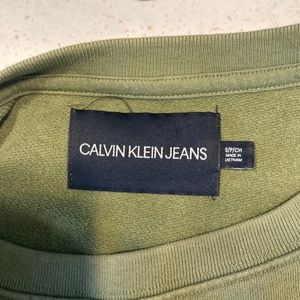 CALVIN KLEIN JEANS
S/P/CH
MADE IN
VIETNAM